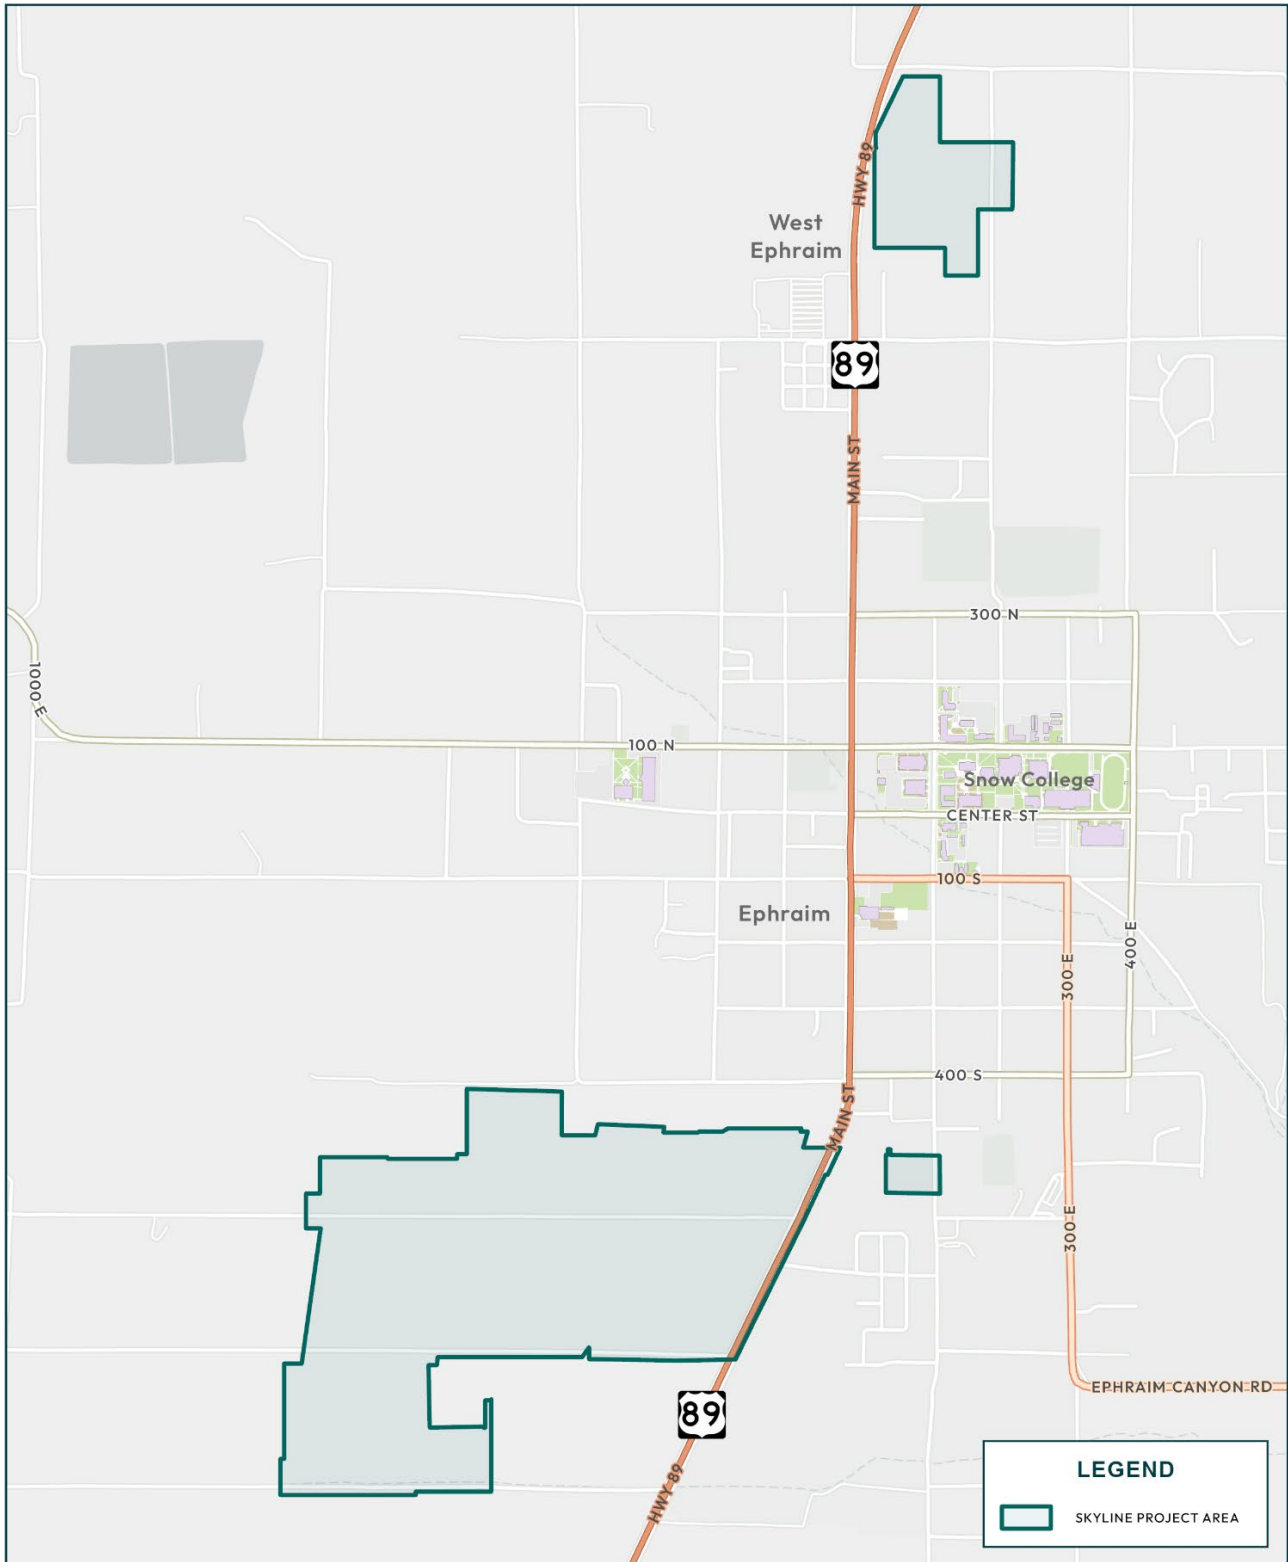 HWY 89
West
Ephraim
89
MAIN ST
300 N
1000 E
100 N
Snow College
CENTER ST
100 S
Ephraim
400 E
300 E
400 S
MAIN ST
300 E
EPHRAIM CANYON RD
89
HWY 89
LEGEND
SKYLINE PROJECT AREA